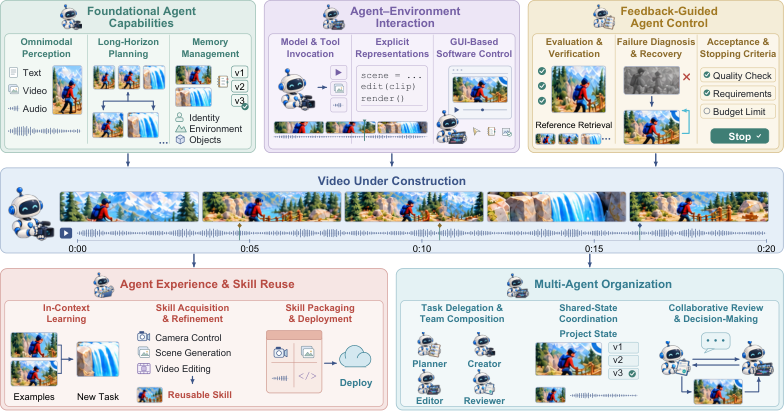 Foundational Agent
Capabilities
Omnimodal
Perception
Long-Horizon
Planning
Memory
Management
Text
Video
Audio
...
v1
v2
v3
Identity
Environment
Objects
Agent–Environment
Interaction
Model & Tool
Invocation
Explicit
Representations
GUI-Based
Software Control
scene = ...
edit(clip)
render()
Feedback-Guided
Agent Control
Evaluation &
Verification
Failure Diagnosis
& Recovery
Acceptance &
Stopping Criteria
Reference Retrieval
...
Quality Check
Requirements
Budget Limit
Stop
Video Under Construction
0:00
0:05
0:10
0:15
0:20
Agent Experience & Skill Reuse
In-Context
Learning
Skill Acquisition
& Refinement
Skill Packaging
& Deployment
Examples
New Task
Camera Control
Scene Generation
Video Editing
Reusable Skill
</>
Deploy
Multi-Agent Organization
Task Delegation &
Team Composition
Shared-State
Coordination
Collaborative Review
& Decision-Making
Planner
Creator
Editor
Reviewer
Project State
v1
v2
v3
...